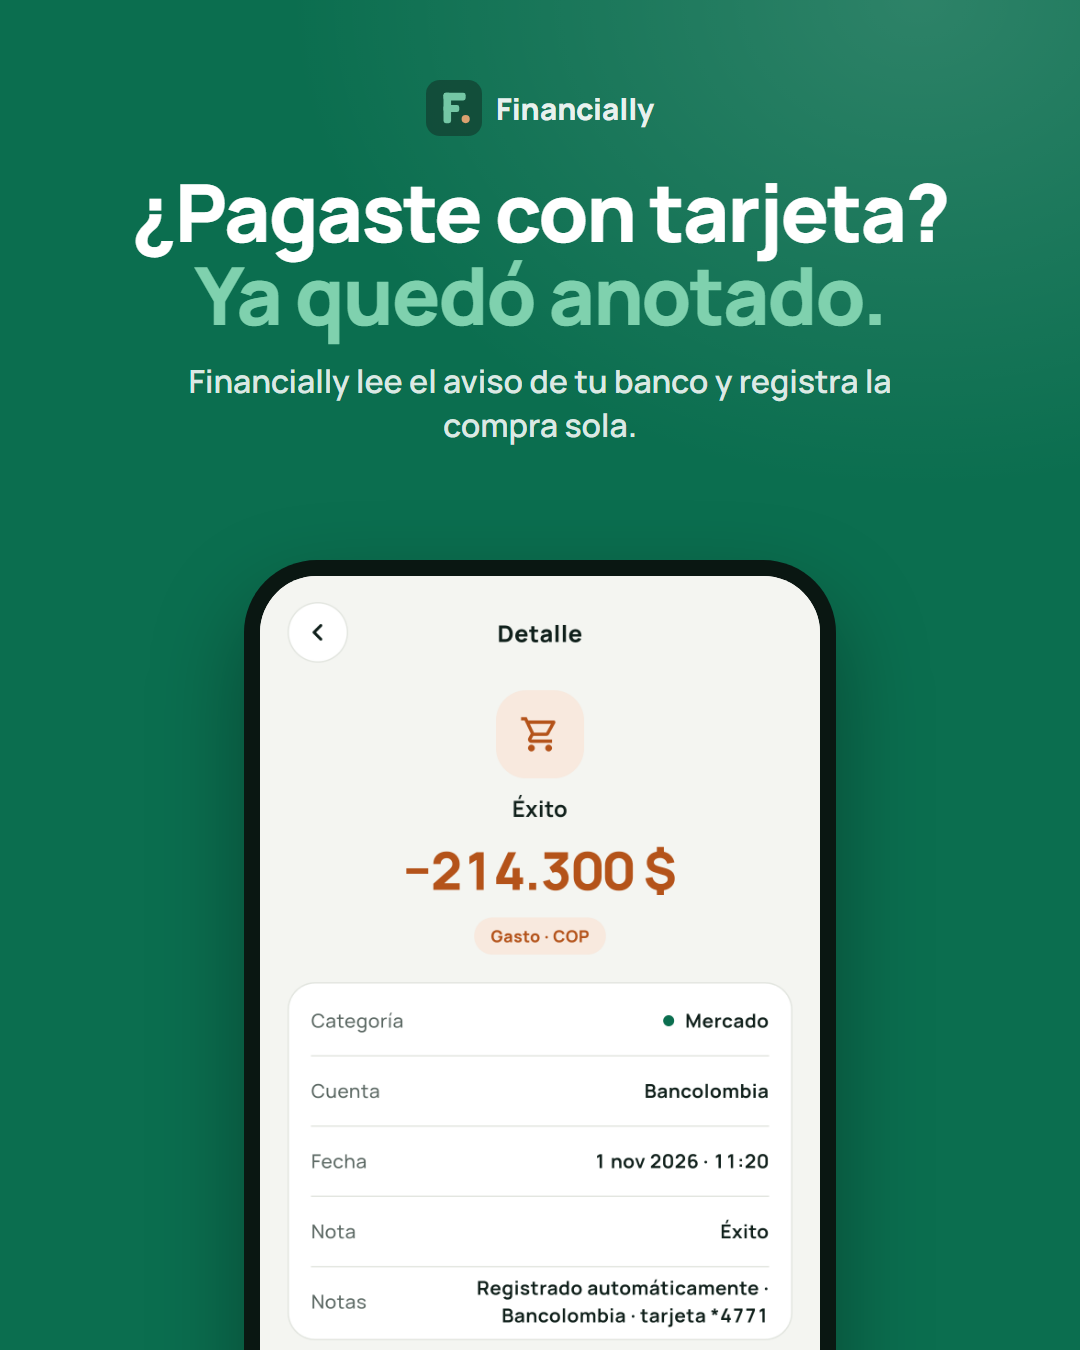 F.
Financially
¿Pagaste con tarjeta?
Ya quedó anotado.
Financially lee el aviso de tu banco y registra la
compra sola.
Detalle
Éxito
−214.300 $
Gasto · COP
Categoría Mercado
Cuenta Bancolombia
Fecha 1 nov 2026 · 11:20
Nota Éxito
Notas Registrado automáticamente ·
Bancolombia · tarjeta *4771